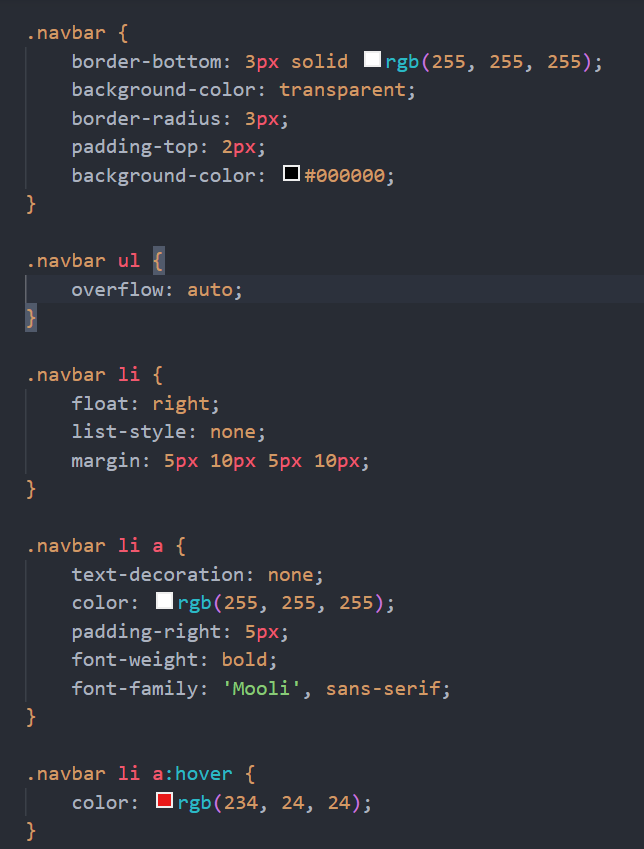 .navbar {
    border-bottom: 3px solid rgb(255, 255, 255);
    background-color: transparent;
    border-radius: 3px;
    padding-top: 2px;
    background-color: #000000;
}

.navbar ul {
    overflow: auto;
}

.navbar li {
    float: right;
    list-style: none;
    margin: 5px 10px 5px 10px;
}

.navbar li a {
    text-decoration: none;
    color: rgb(255, 255, 255);
    padding-right: 5px;
    font-weight: bold;
    font-family: 'Mooli', sans-serif;
}

.navbar li a:hover {
    color: rgb(234, 24, 24);
}